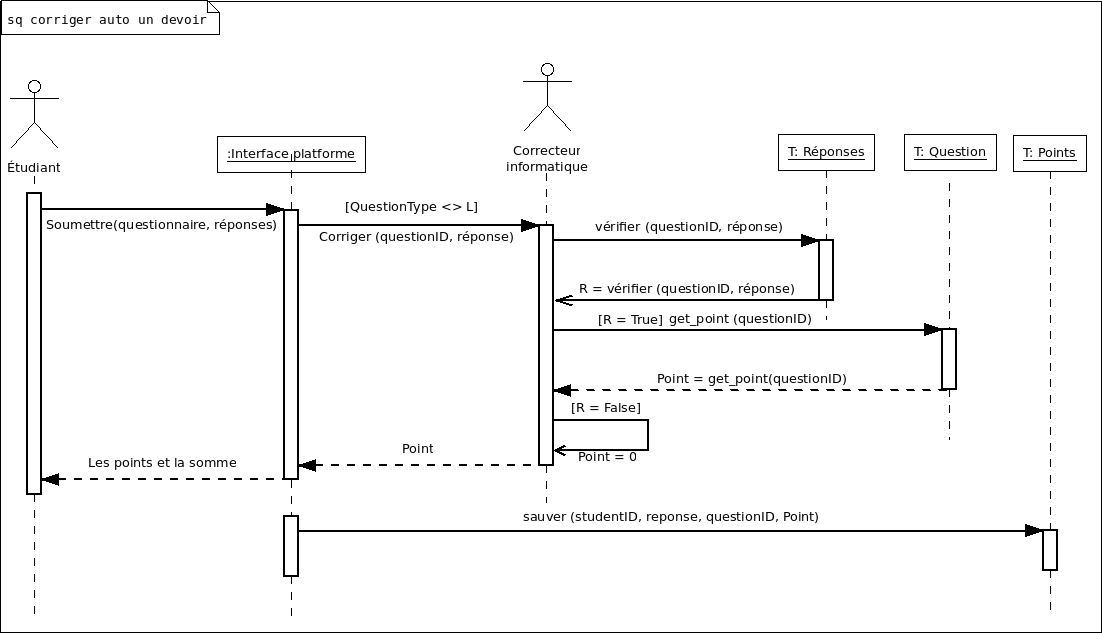 sq corriger auto un devoir
Étudiant
:Interface platforme
Correcteur
informatique
T: Réponses
T: Question
T: Points
Soumettre(questionnaire, réponses)
[QuestionType <> L]
Corriger (questionID, réponse)
vérifier (questionID, réponse)
R = vérifier (questionID, réponse)
[R = True] get_point (questionID)
Point = get_point(questionID)
[R = False]
Point = 0
Point
Les points et la somme
sauver (studentID, reponse, questionID, Point)